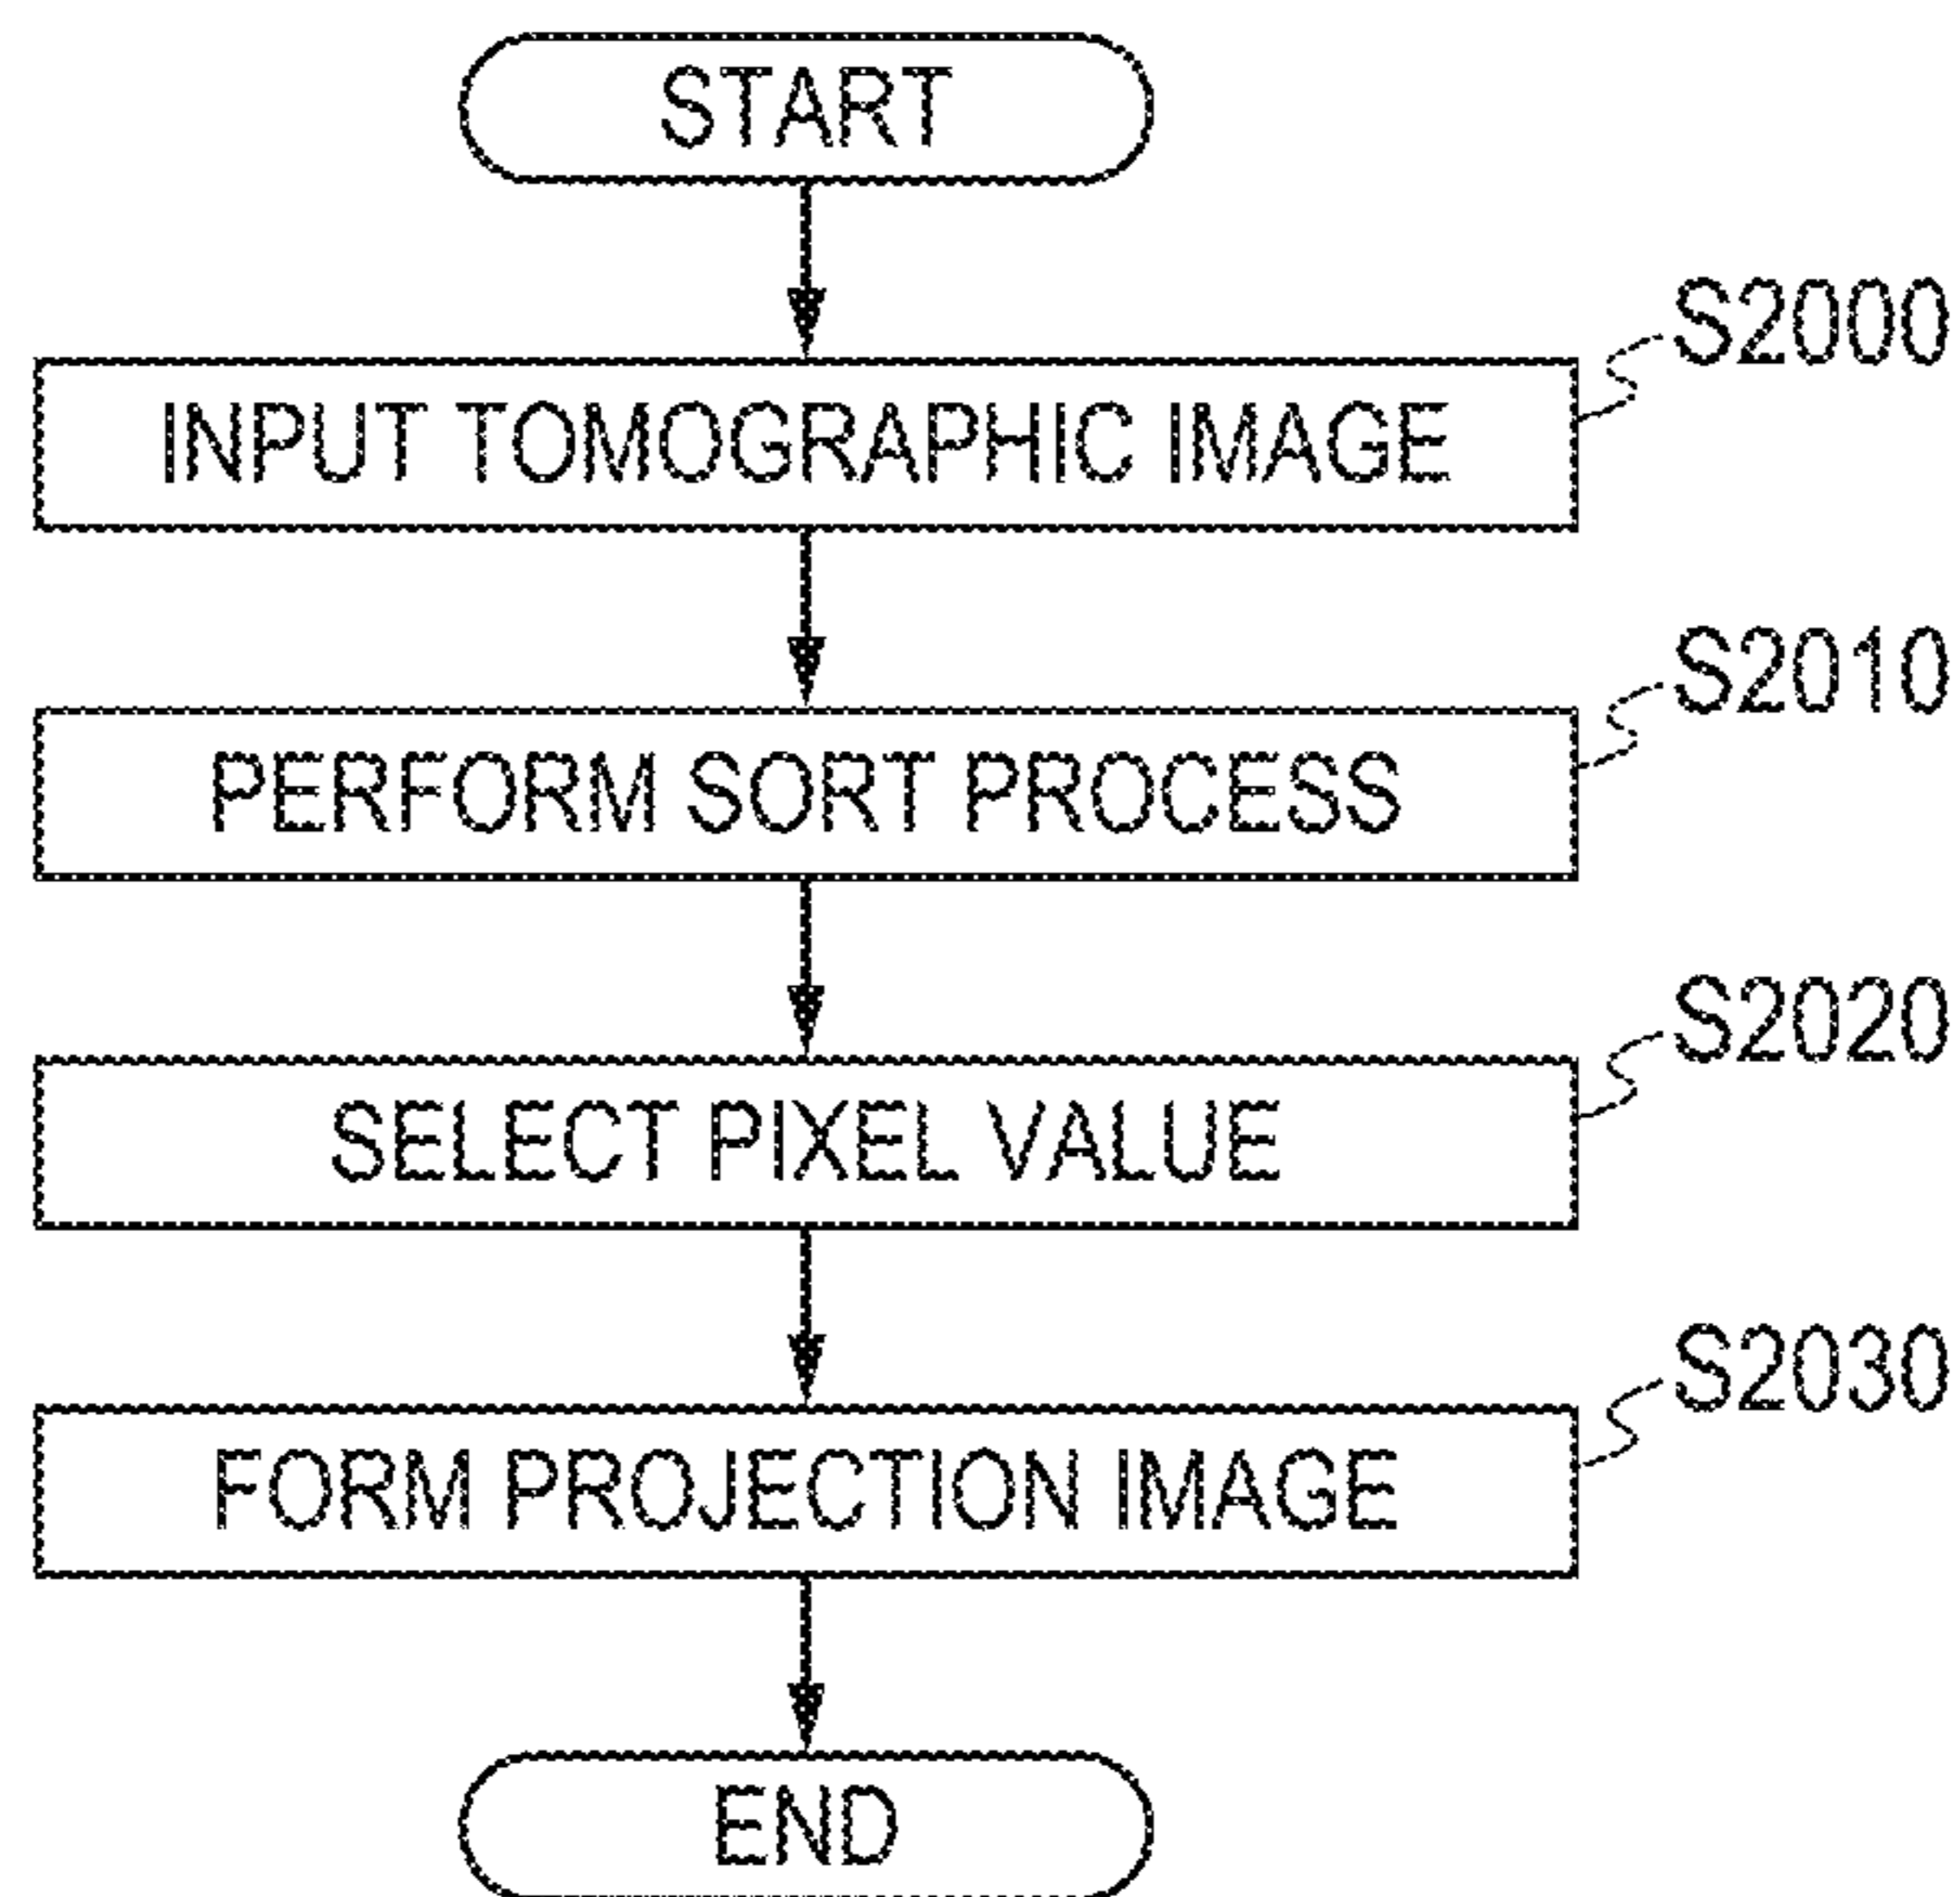 START
S2000
INPUT TOMOGRAPHIC IMAGE
S2010
PERFORM SORT PROCESS
S2020
SELECT PIXEL VALUE
S2030
FORM PROJECTION IMAGE
END